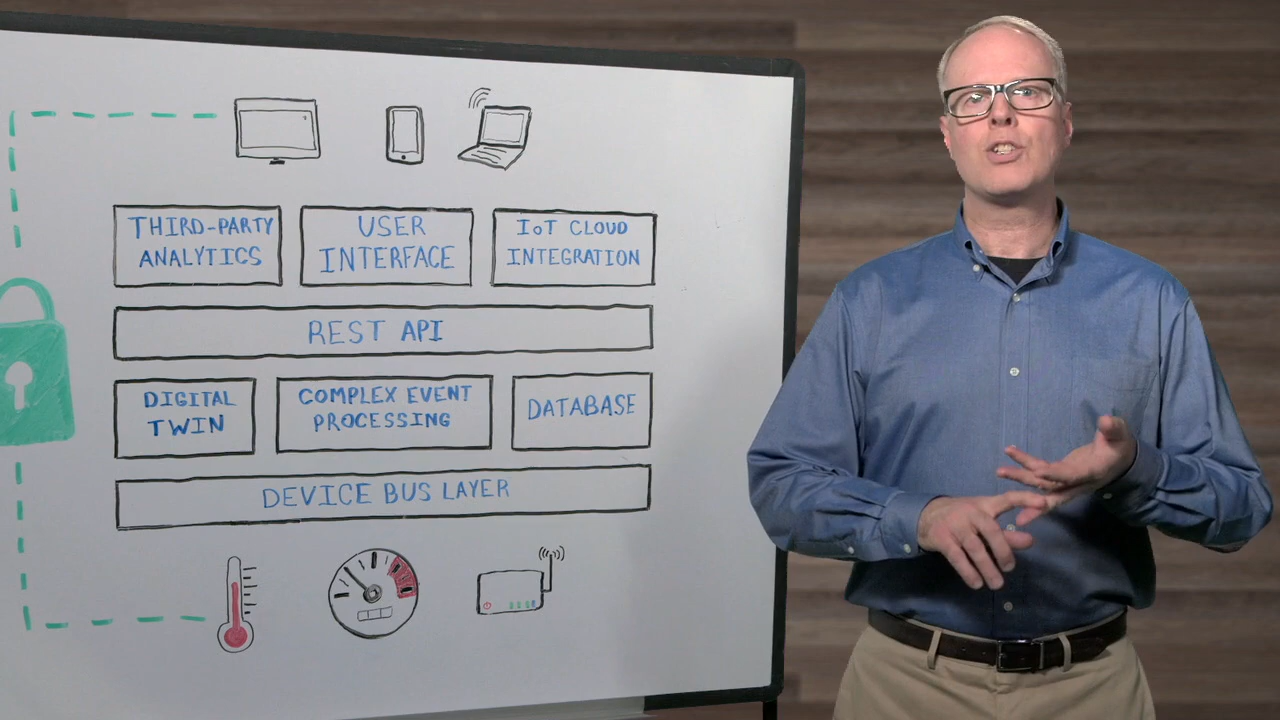 THIRD-PARTY
ANALYTICS
USER
INTERFACE
IoT CLOUD
INTEGRATION
REST API
DIGITAL
TWIN
COMPLEX EVENT
PROCESSING
DATABASE
DEVICE BUS LAYER